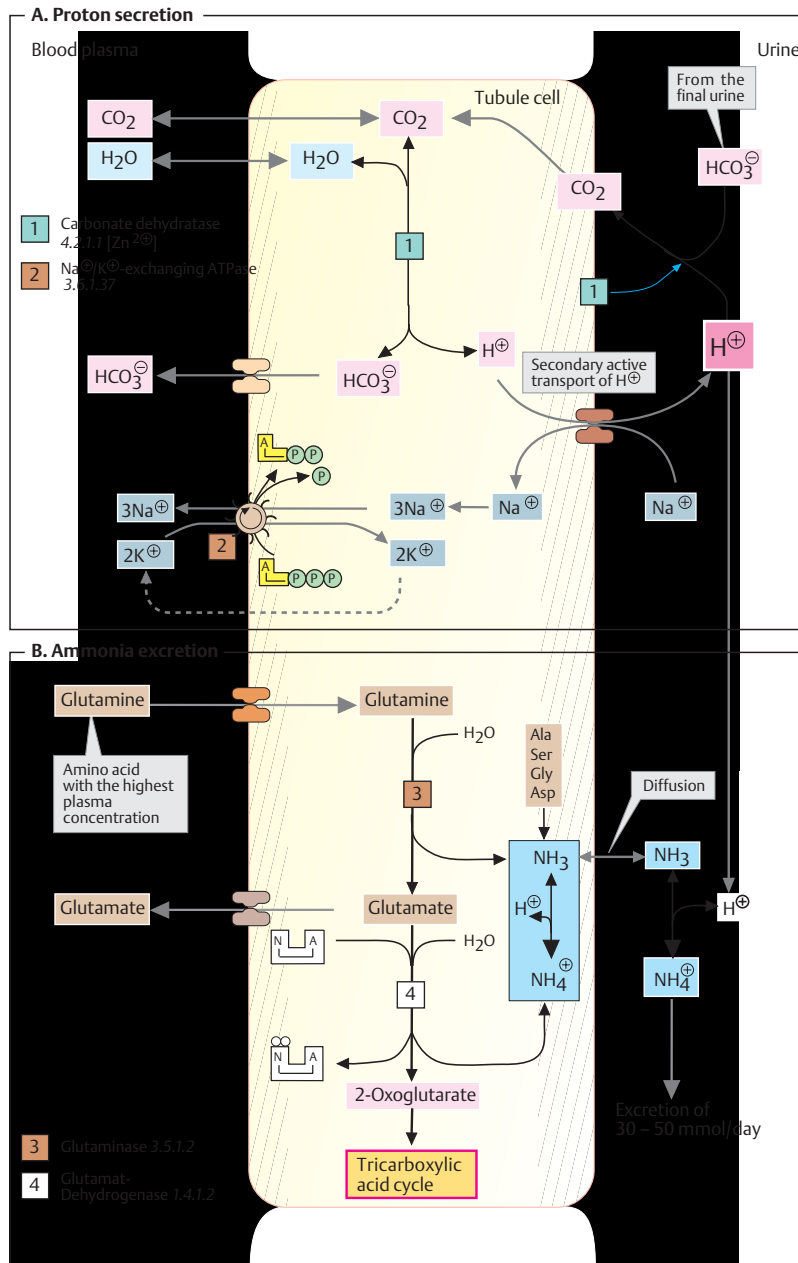 A. Proton secretion
Blood plasma
Urine
Tubule cell
From the
final urine
CO2
CO2
H2O
H2O
HCO3⊖
CO2
1 Carbonate dehydratase
4.2.1.1 [Zn 2⊕]
1
2 Na⊕/K⊕-exchanging ATPase
3.6.1.37
1
H⊕
H⊕
HCO3⊖
HCO3⊖
Secondary active
transport of H⊕
A P P
P
3Na⊕
3Na⊕
Na⊕
Na⊕
2
2K⊕
2K⊕
A P P P
B. Ammonia excretion
Glutamine
Glutamine
H2O
Amino acid
with the highest
plasma
concentration
3
Ala
Ser
Gly
Asp
Diffusion
NH3
NH3
Glutamate
Glutamate
H⊕
H⊕
N A
H2O
NH4⊕
NH4⊕
4
N A
2-Oxoglutarate
Excretion of
30 – 50 mmol/day
3 Glutaminase 3.5.1.2
Tricarboxylic
acid cycle
4 Glutamat-
Dehydrogenase 1.4.1.2